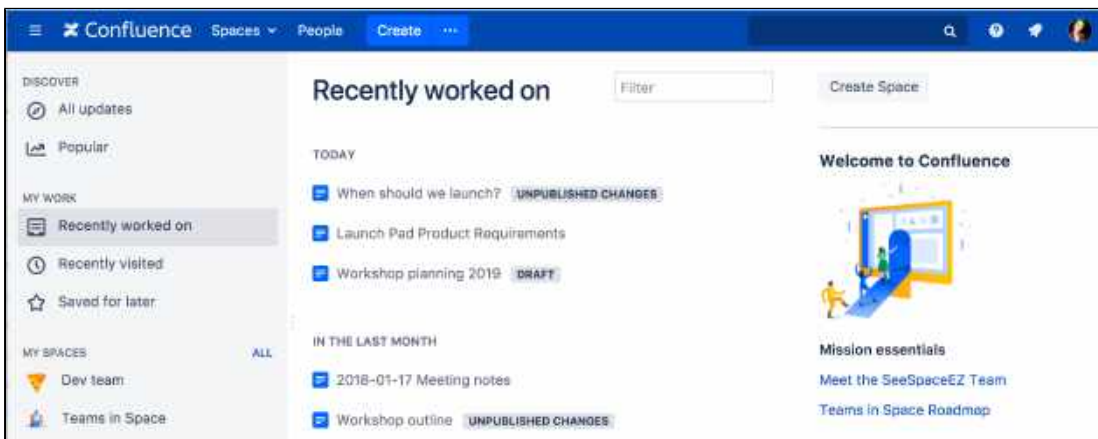 Confluence Spaces People Create ...
DISCOVER
All updates
Popular
MY WORK
Recently worked on
Recently visited
Saved for later
MY SPACES ALL
Dev team
Teams in Space
Recently worked on Filter
TODAY
When should we launch? UNPUBLISHED CHANGES
Launch Pad Product Requirements
Workshop planning 2019 DRAFT
IN THE LAST MONTH
2018-01-17 Meeting notes
Workshop outline UNPUBLISHED CHANGES
Create Space
Welcome to Confluence
Mission essentials
Meet the SeeSpaceEZ Team
Teams in Space Roadmap